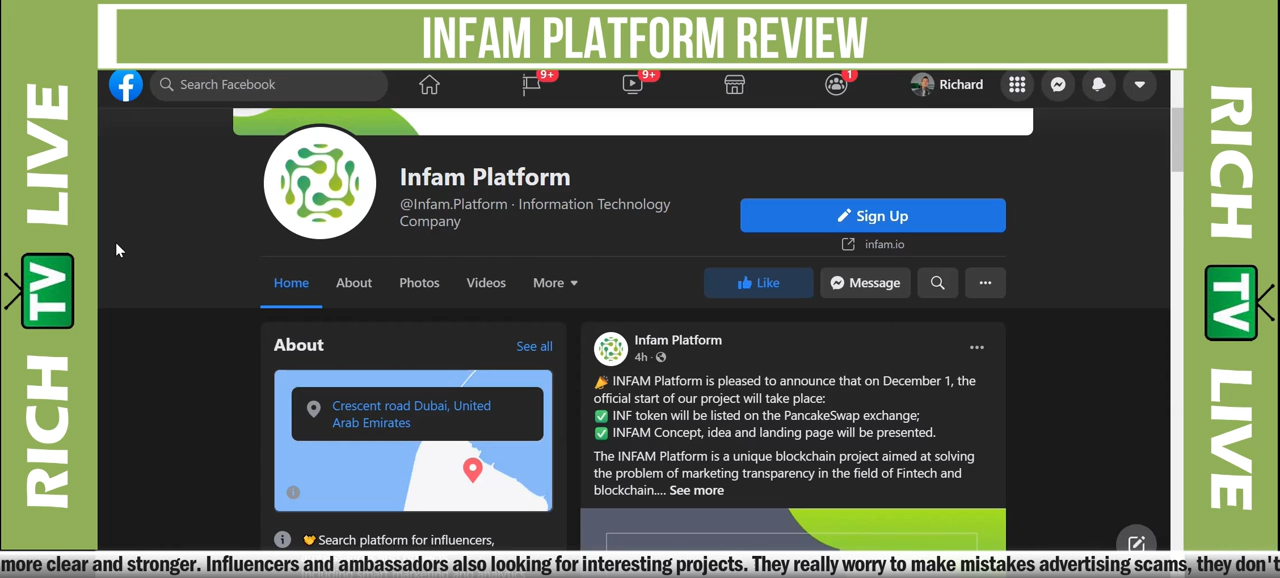 INFAM PLATFORM REVIEW
RICH TV LIVE
Search Facebook
9+
9+
1
Richard
Infam Platform
@Infam.Platform · Information Technology
Company
Sign Up
infam.io
Home
About
Photos
Videos
More
Like
Message
About
See all
Crescent road Dubai, United
Arab Emirates
Search platform for influencers,
Infam Platform
4h ·
🎉 INFAM Platform is pleased to announce that on December 1, the
official start of our project will take place:
✅ INF token will be listed on the PancakeSwap exchange;
✅ INFAM Concept, idea and landing page will be presented.
The INFAM Platform is a unique blockchain project aimed at solving
the problem of marketing transparency in the field of Fintech and
blockchain.... See more
RICH TV LIVE
more clear and stronger. Influencers and ambassadors also looking for interesting projects. They really worry to make mistakes advertising scams, they don't